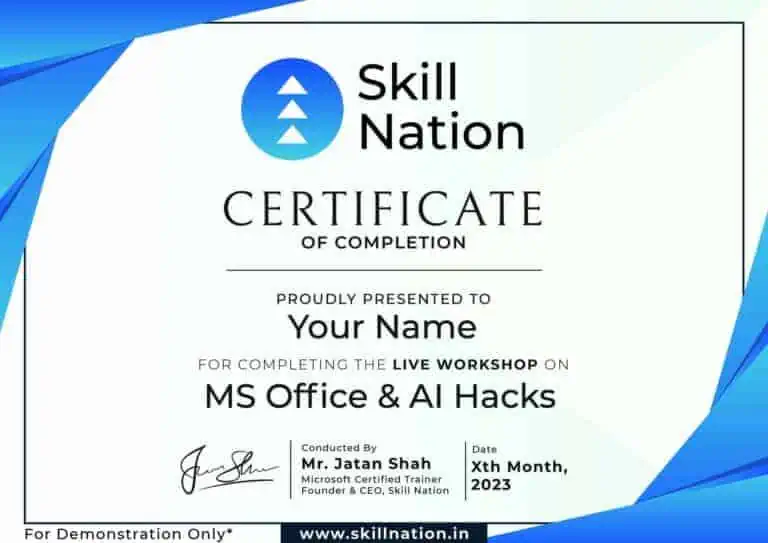 Skill
Nation
CERTIFICATE
OF COMPLETION
PROUDLY PRESENTED TO
Your Name
FOR COMPLETING THE LIVE WORKSHOP ON
MS Office & AI Hacks
Conducted By
Mr. Jatan Shah
Microsoft Certified Trainer
Founder & CEO, Skill Nation
Date
Xth Month,
2023
For Demonstration Only*
www.skillnation.in